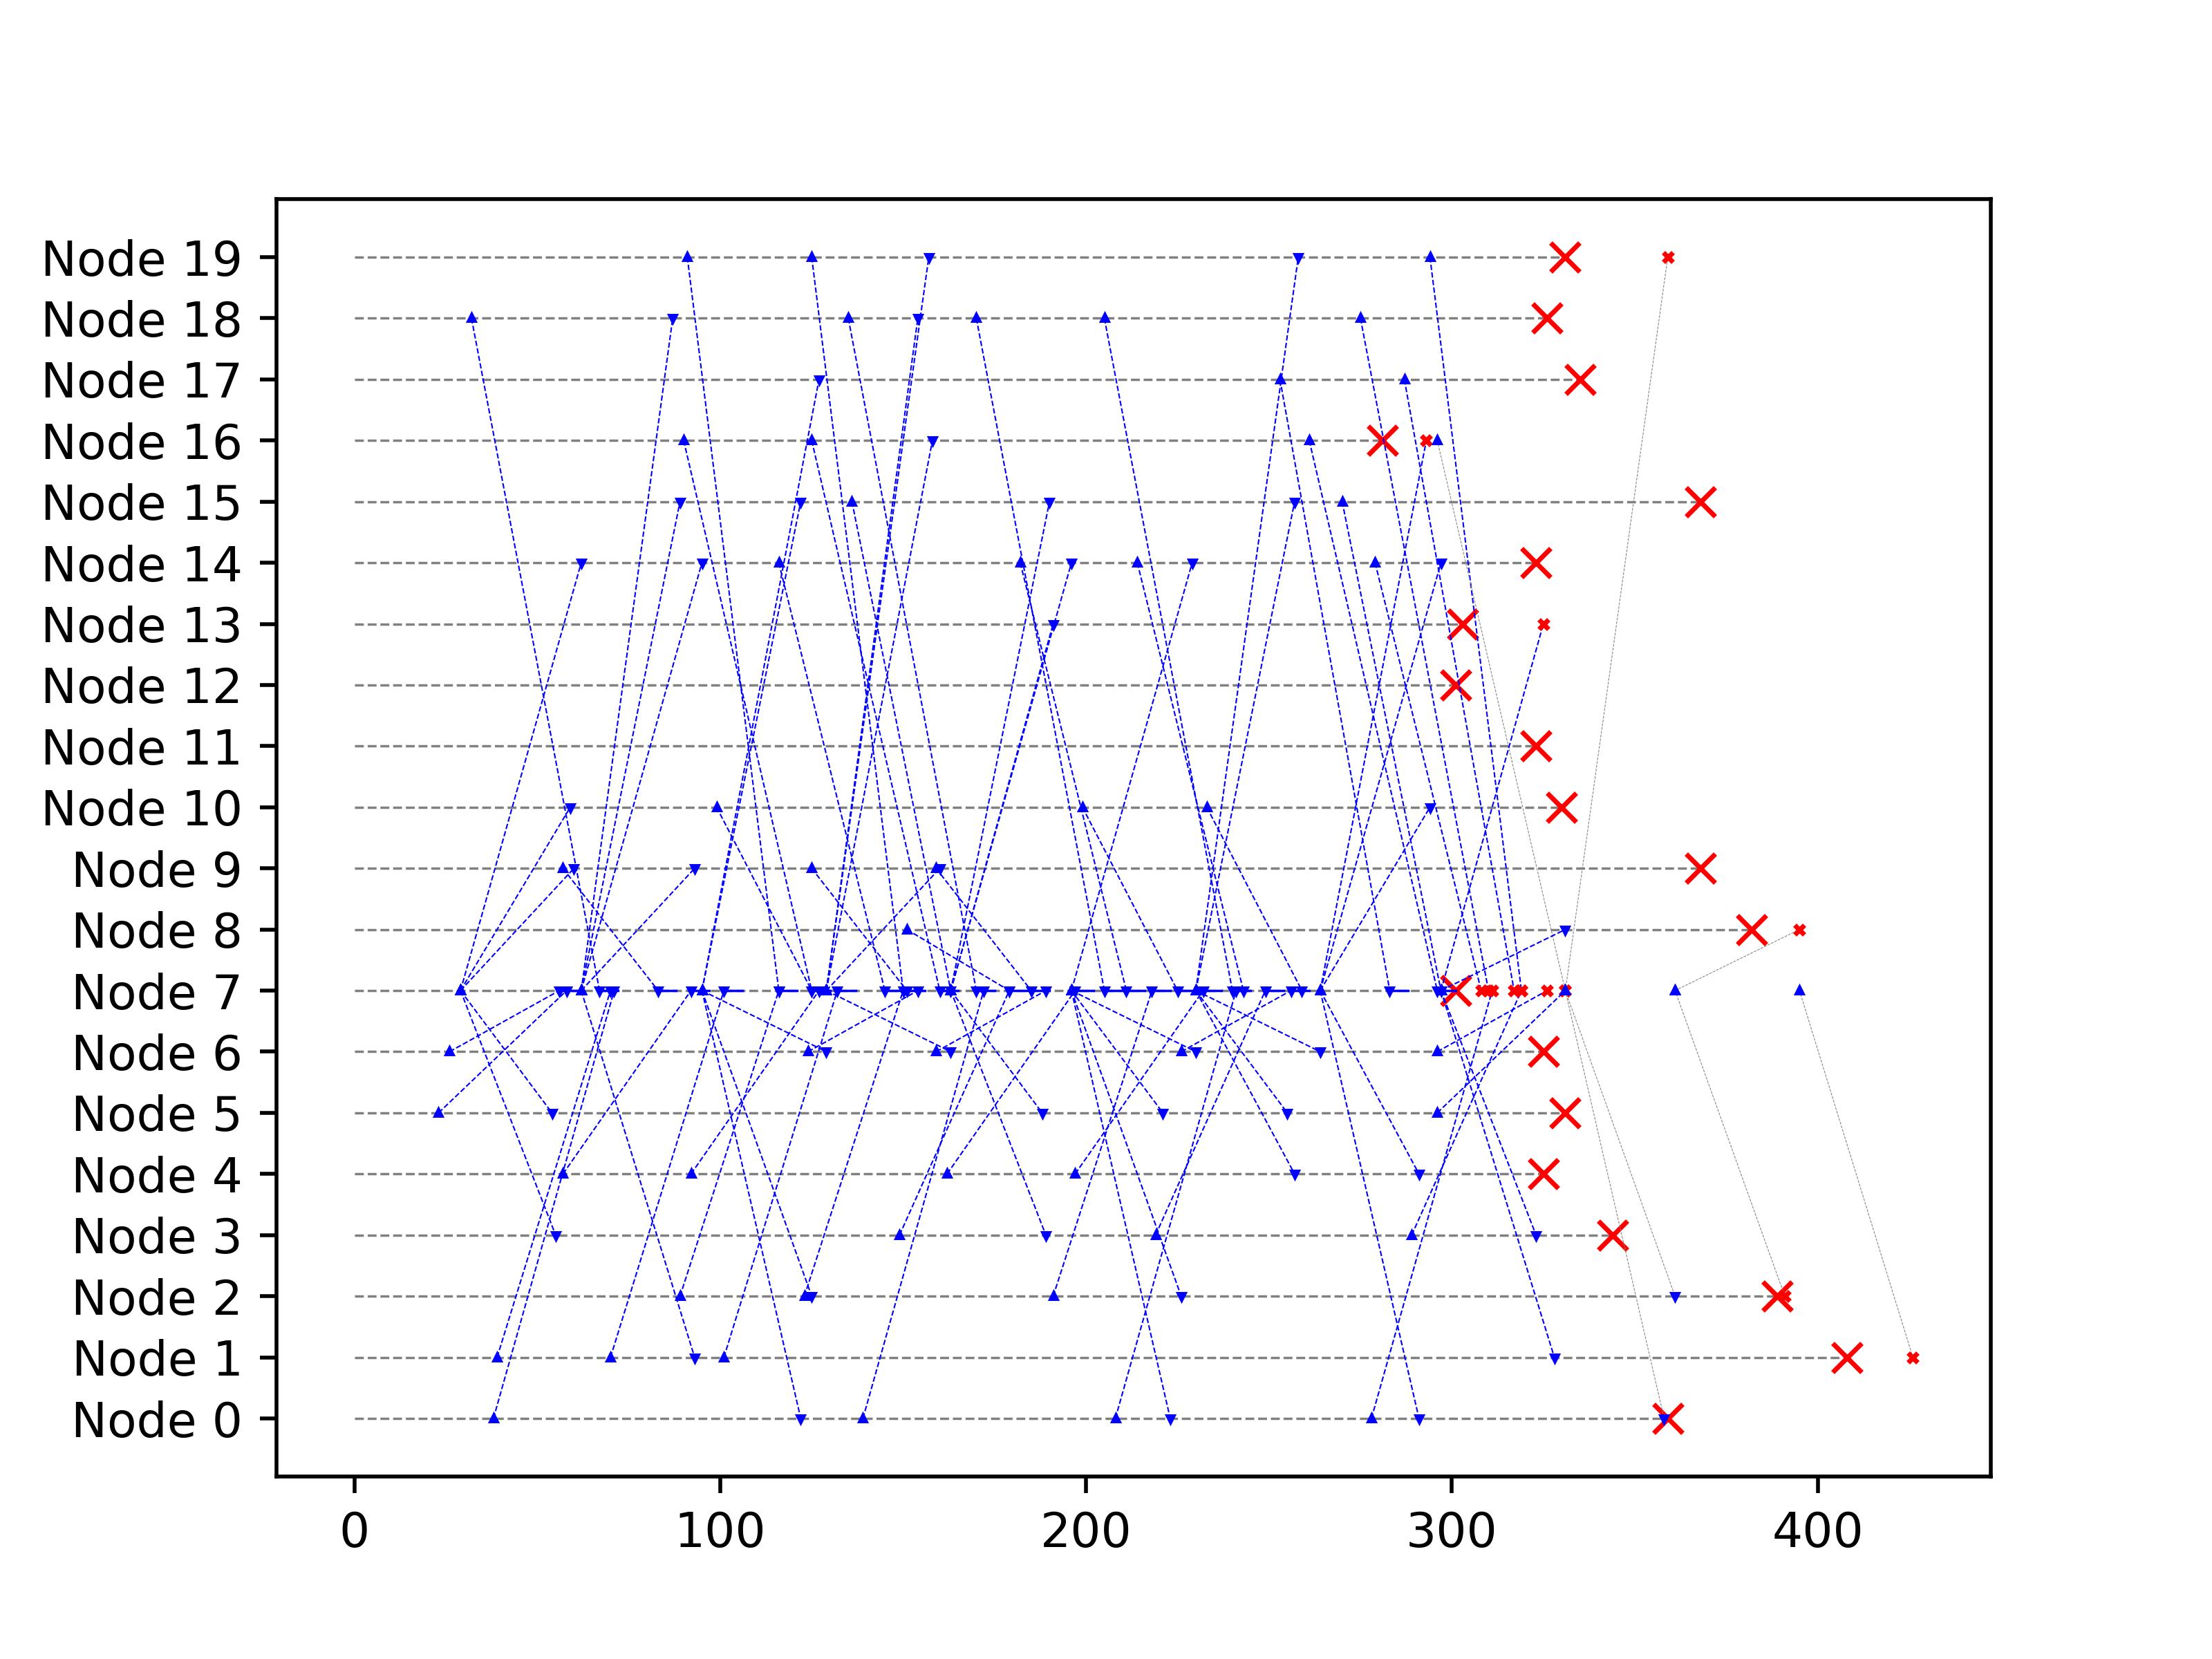 Node 19
Node 18
Node 17
Node 16
Node 15
Node 14
Node 13
Node 12
Node 11
Node 10
Node 9
Node 8
Node 7
Node 6
Node 5
Node 4
Node 3
Node 2
Node 1
Node 0
0 100 200 300 400